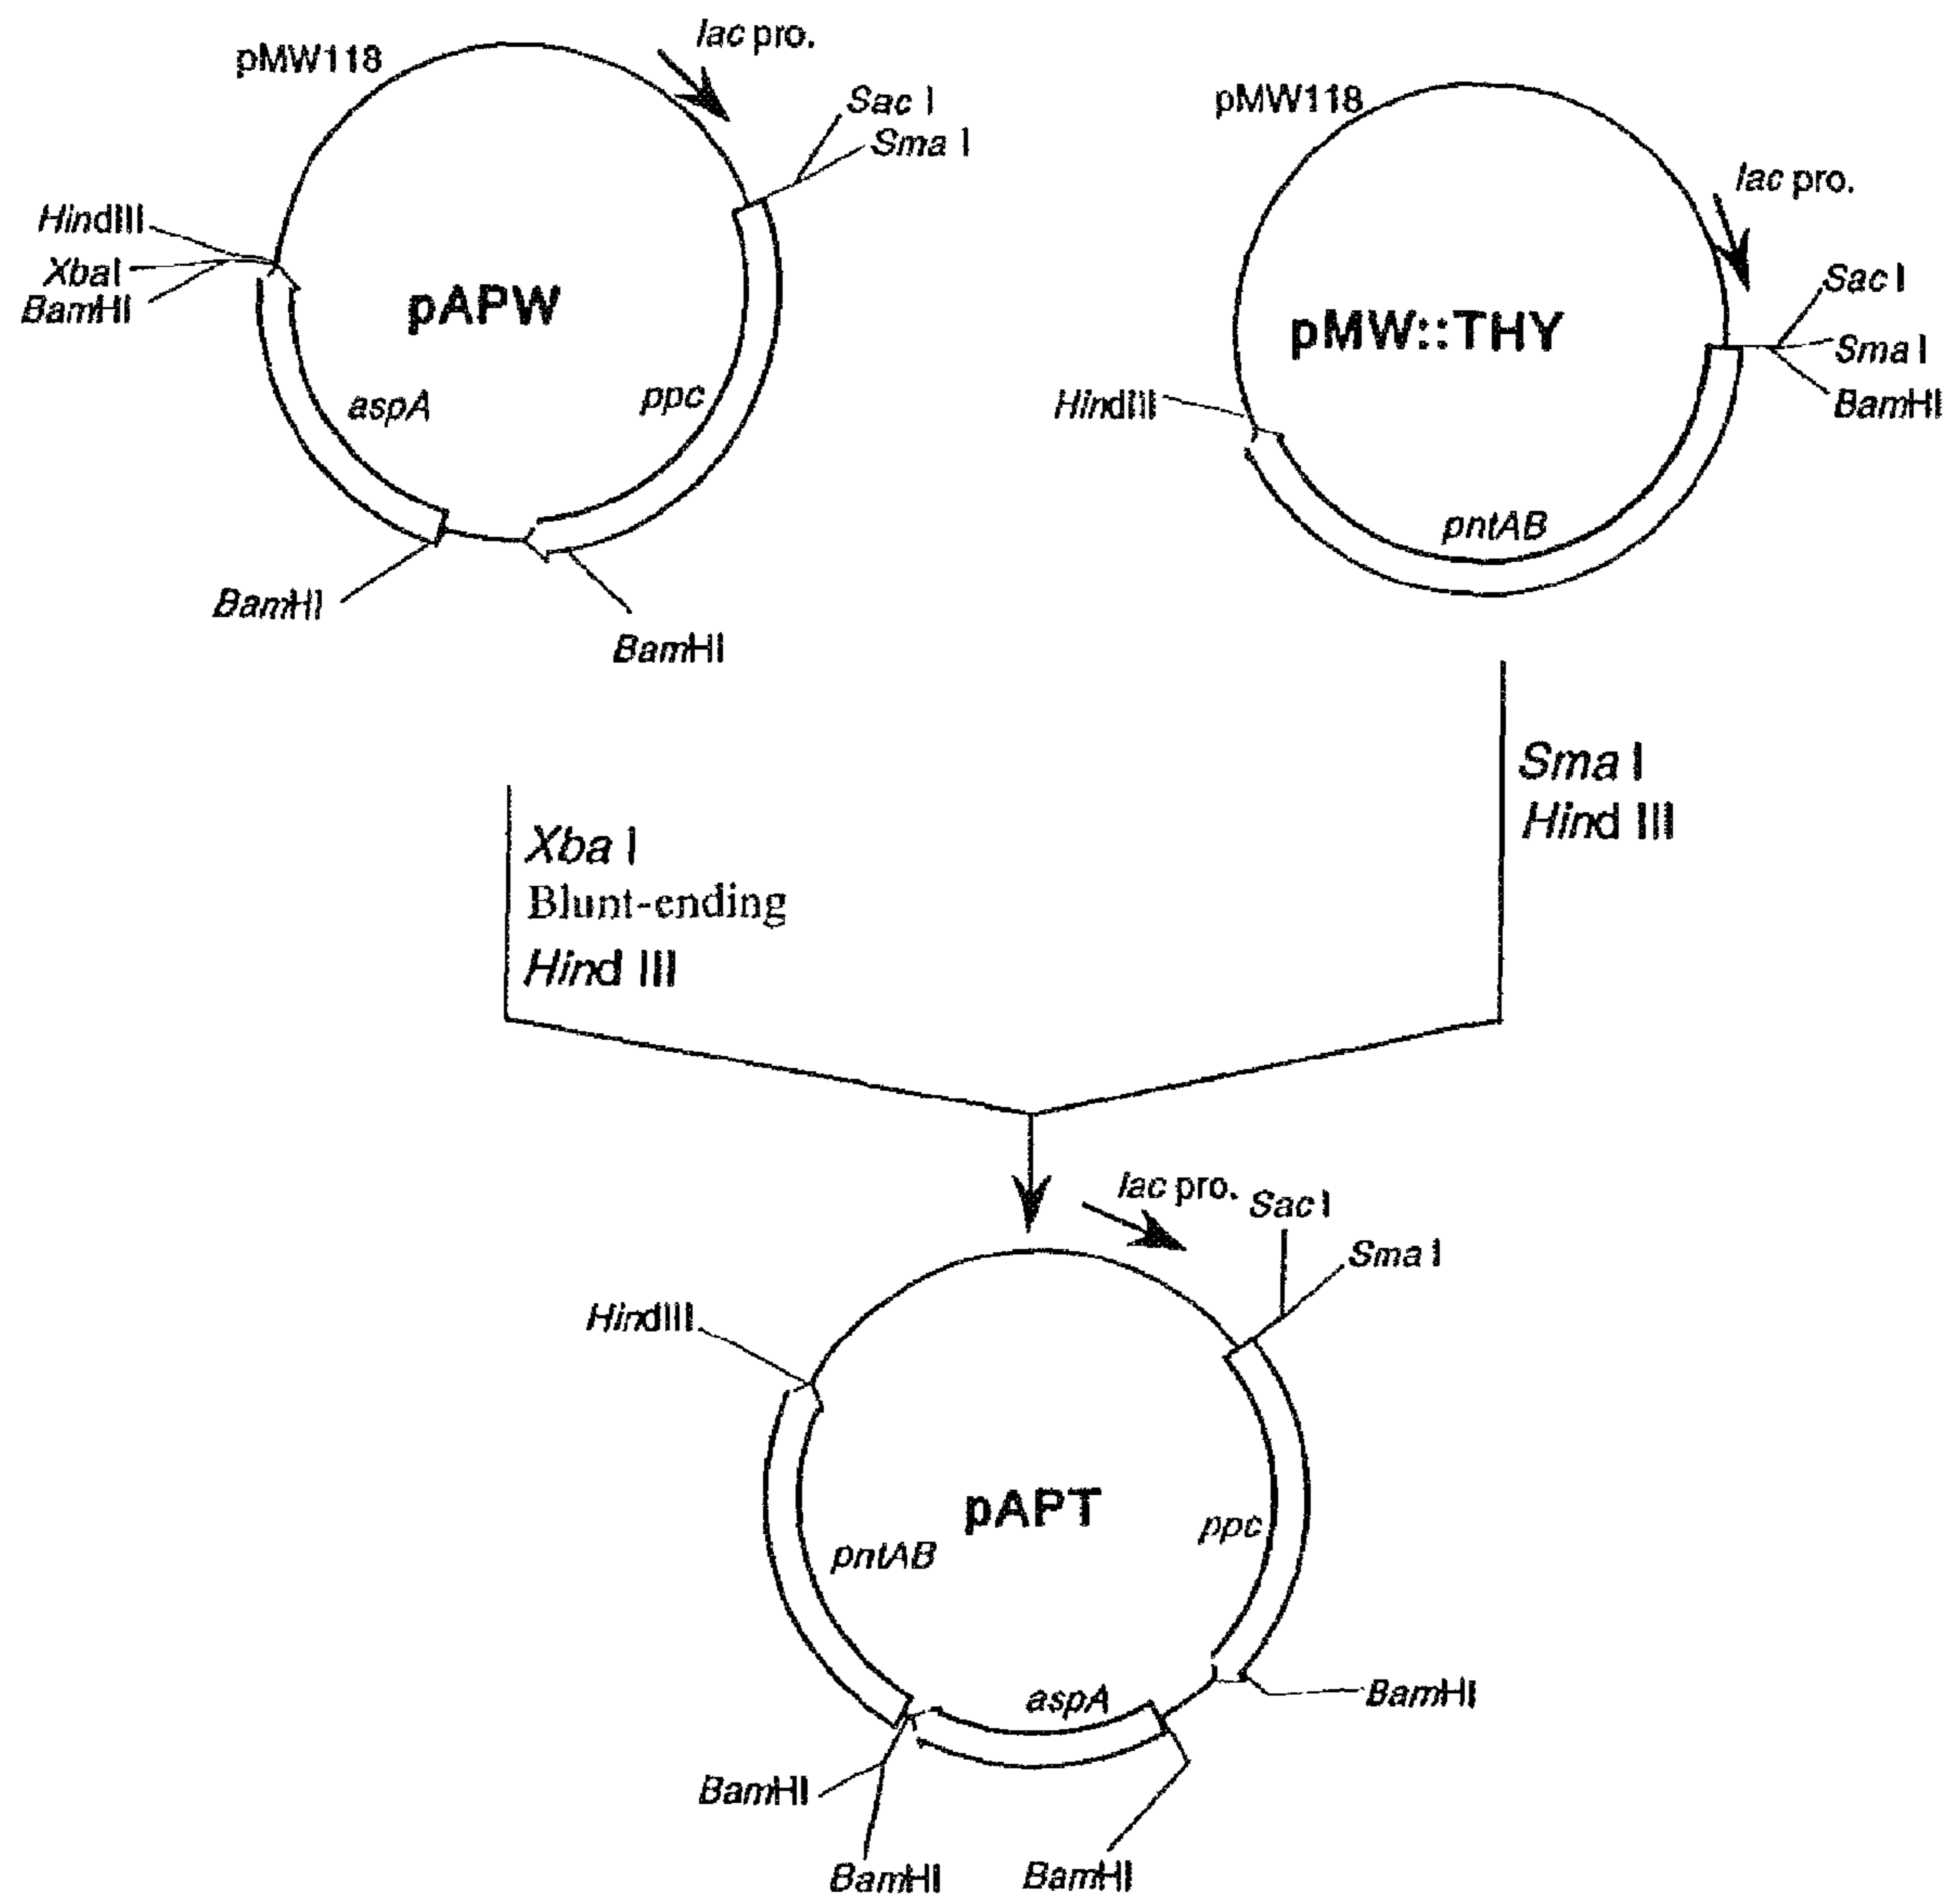 pMW118
lac pro.
Sac I
Sma I
HindIII
XbaI
BamHI
pAPW
aspA
ppc
BamHI
BamHI
pMW118
lac pro.
Sac I
Sma I
BamHI
pMW::THY
HindIII
pntAB
Xba I
Blunt-ending
Hind III
Sma I
Hind III
lac pro.
Sac I
Sma I
HindIII
pAPT
ppc
pntAB
aspA
BamHI
BamHI
BamHI
BamHI